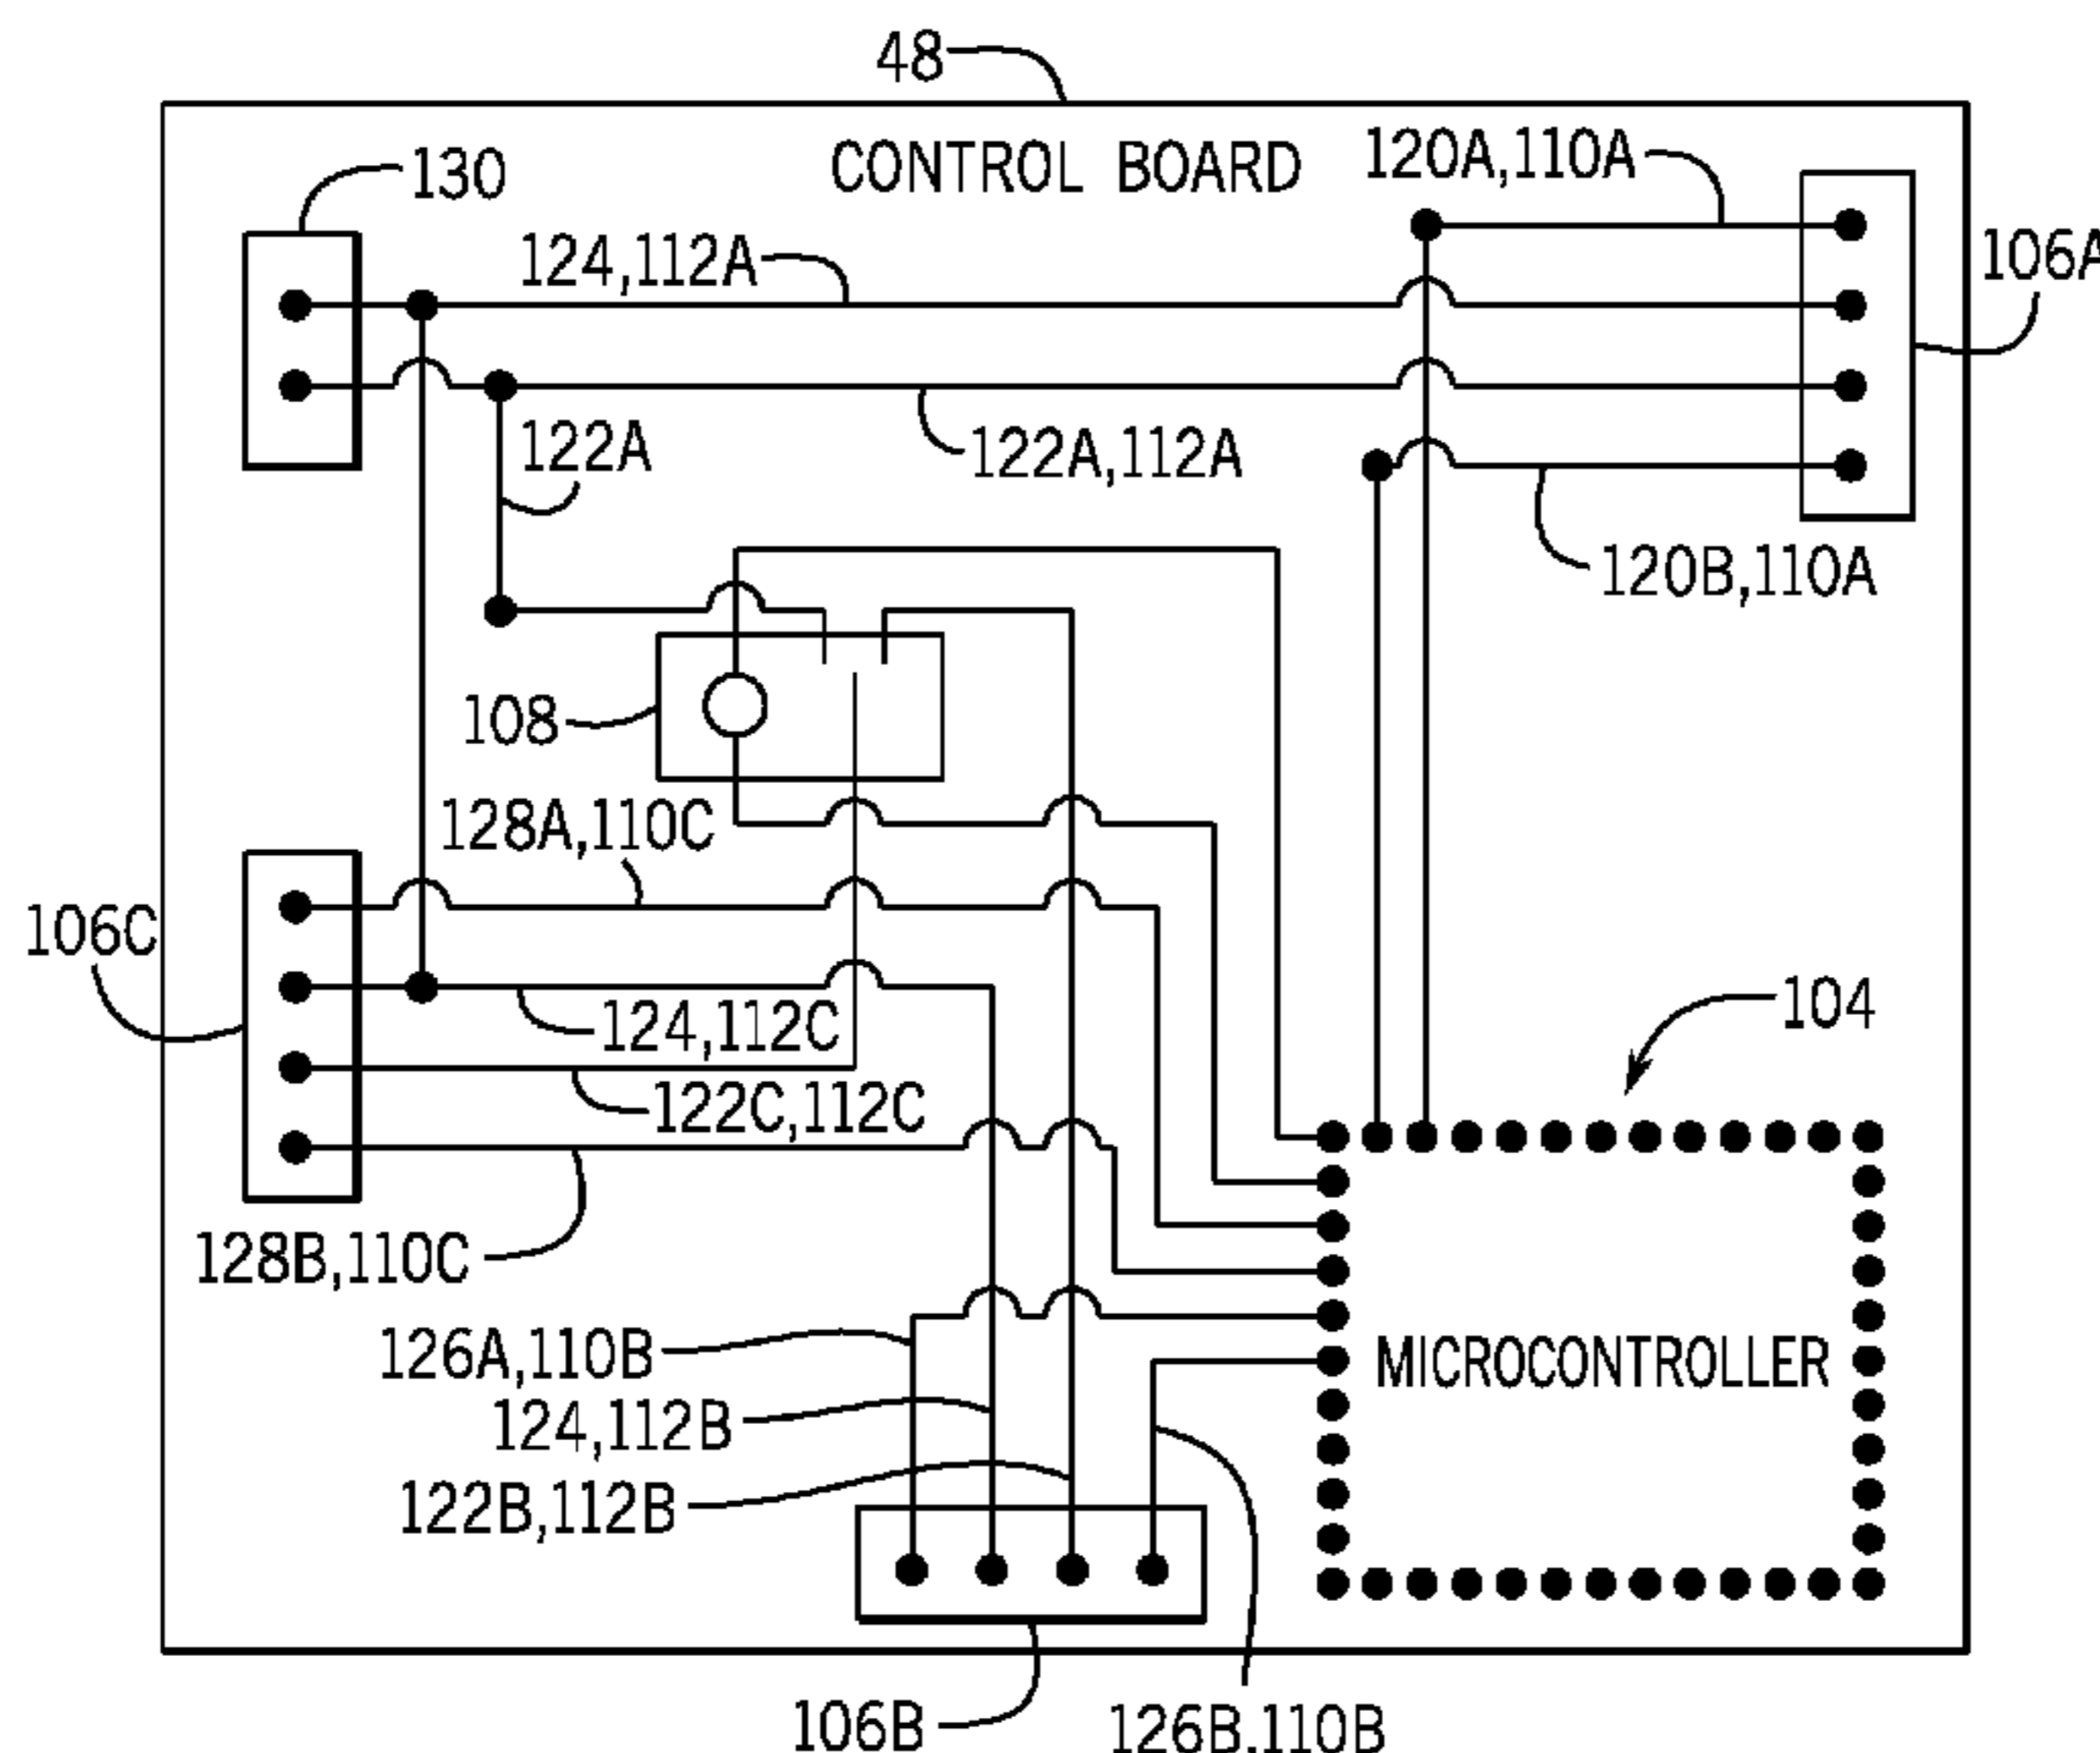 48
CONTROL BOARD
120A,110A
130
106A
124,112A
122A
122A,112A
120B,110A
108
128A,110C
106C
124,112C
104
122C,112C
128B,110C
126A,110B
MICROCONTROLLER
124,112B
122B,112B
106B
126B,110B